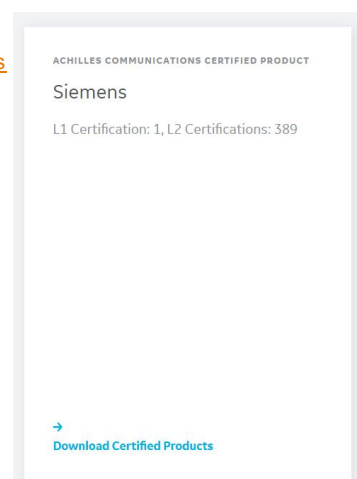 s
ACHILLES COMMUNICATIONS CERTIFIED PRODUCT
Siemens
L1 Certification: 1, L2 Certifications: 389
→
Download Certified Products